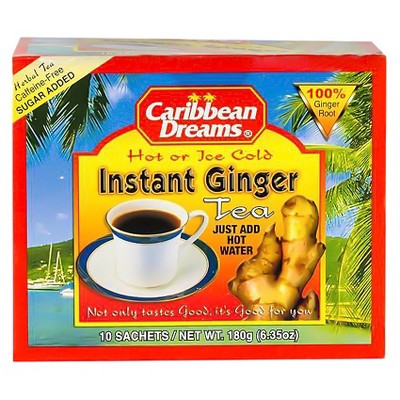 Herbal Tea
Caffeine-Free
SUGAR ADDED
100%
Ginger
Root
Caribbean
Dreams®
Hot or Ice Cold
Instant Ginger
Tea
JUST ADD
HOT
WATER
Not only tastes Good, it's Good for you
10 SACHETS / NET WT. 180g (6.35oz)